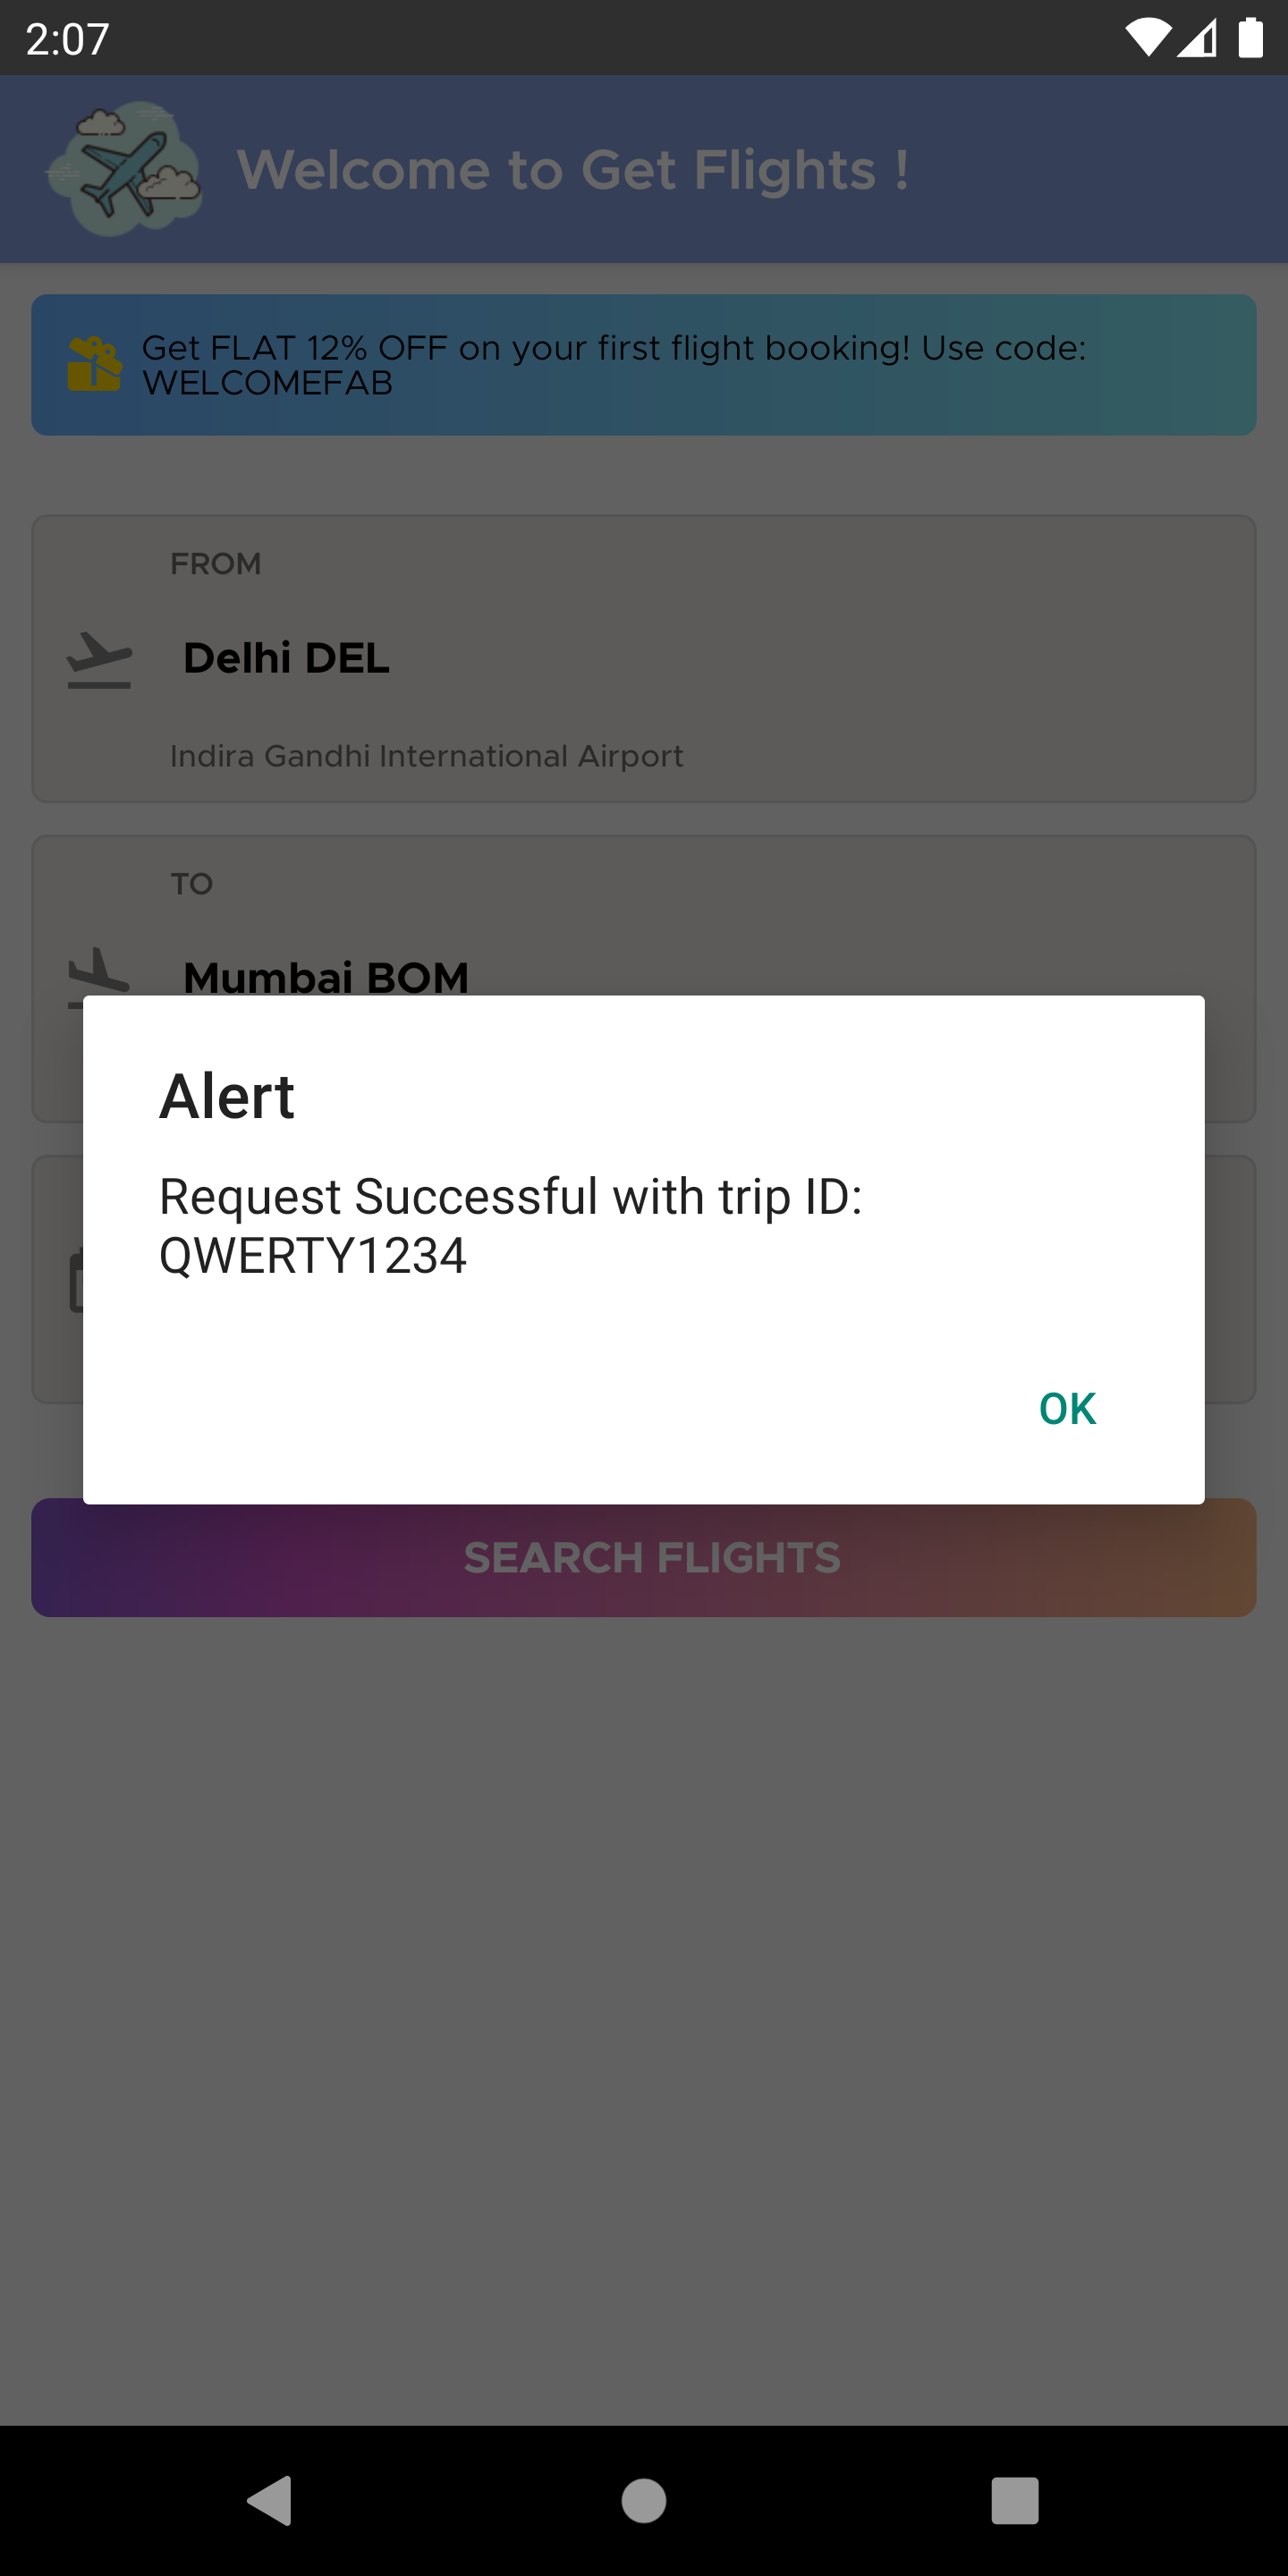 2:07
Welcome to Get Flights !
Get FLAT 12% OFF on your first flight booking! Use code:
WELCOMEFAB
FROM
Delhi DEL
Indira Gandhi International Airport
TO
Mumbai BOM
Alert
Request Successful with trip ID:
QWERTY1234
OK
SEARCH FLIGHTS